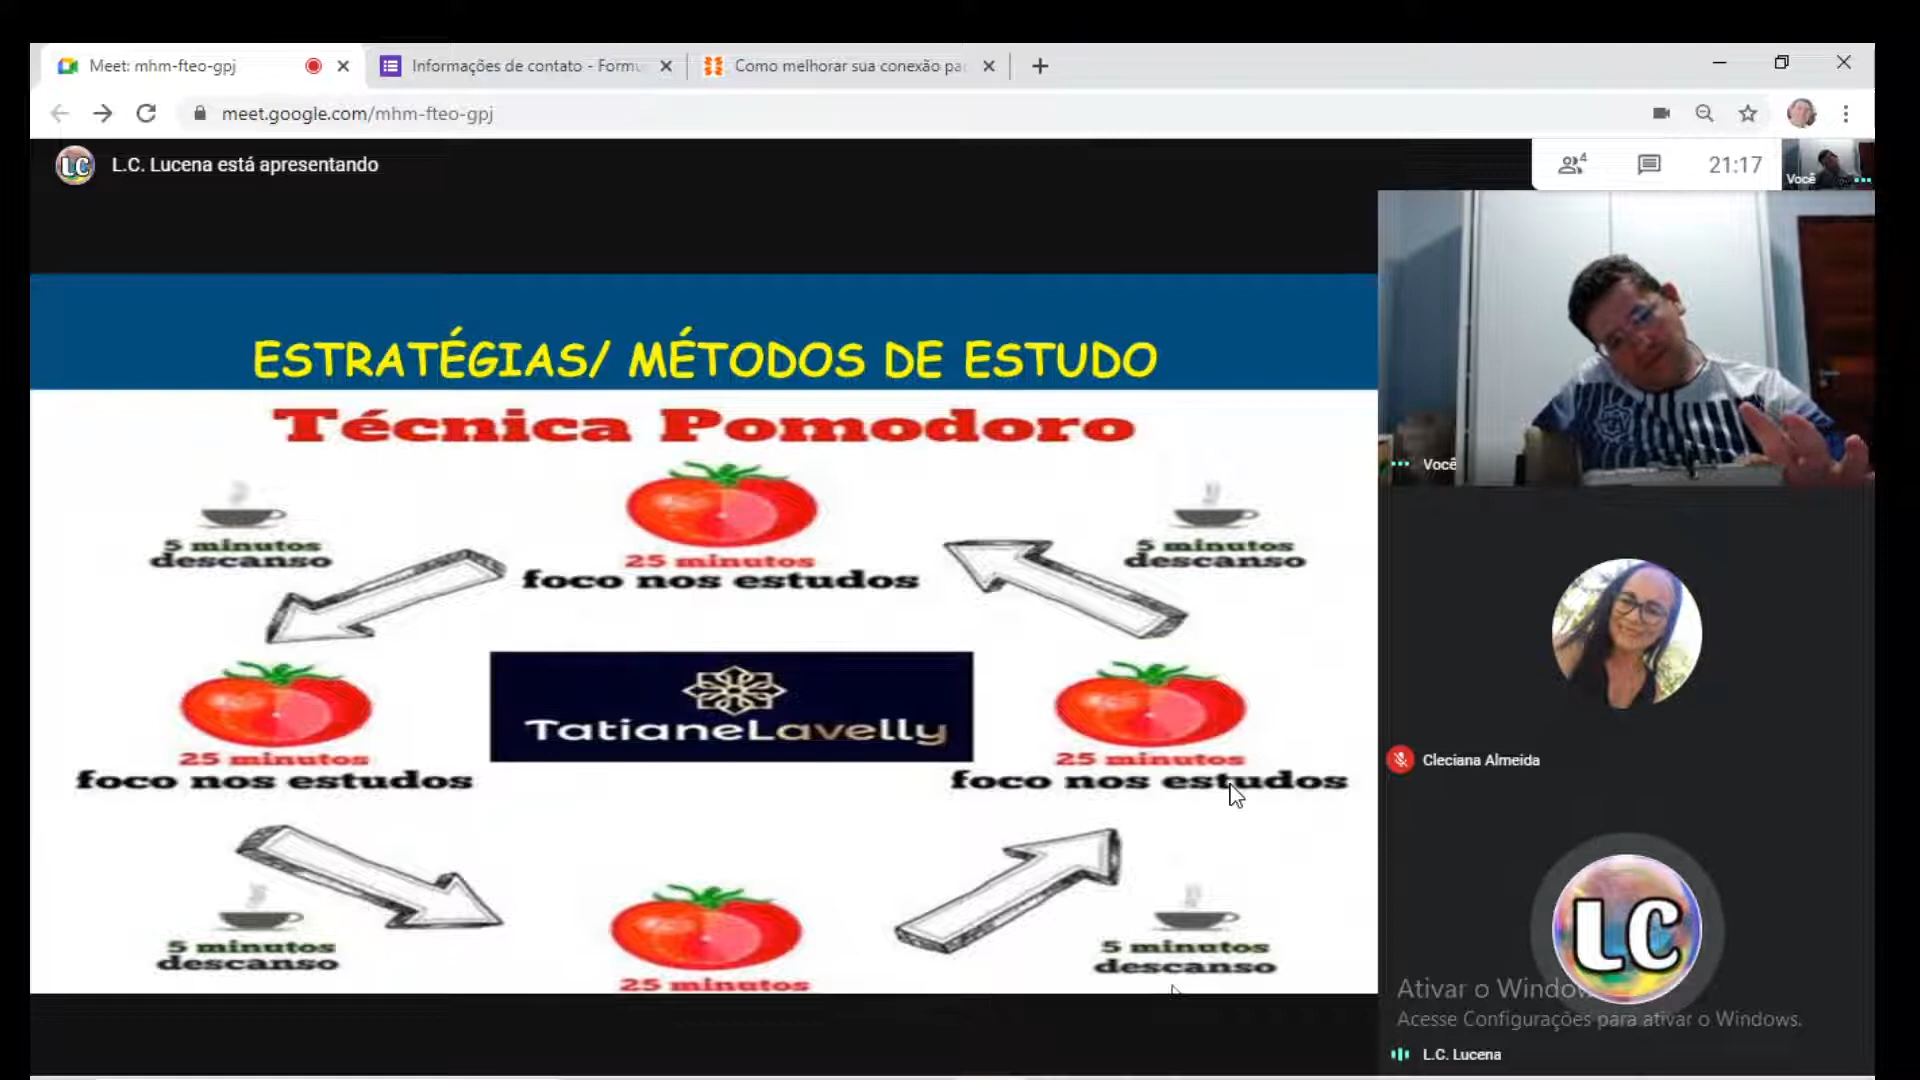 Meet: mhm-fteo-gpj
Informações de contato - Formu
Como melhorar sua conexão pa
meet.google.com/mhm-fteo-gpj
L.C. Lucena está apresentando
4
21:17
Você
ESTRATÉGIAS/ MÉTODOS DE ESTUDO
Técnica Pomodoro
5 minutos
descanso
25 minutos
foco nos estudos
5 minutos
descanso
Você
25 minutos
foco nos estudos
TatianeLavelly
25 minutos
foco nos estudos
Cleciana Almeida
5 minutos
descanso
25 minutos
5 minutos
descanso
LC
Ativar o Windo
Acesse Configurações para ativar o Windows.
L.C. Lucena